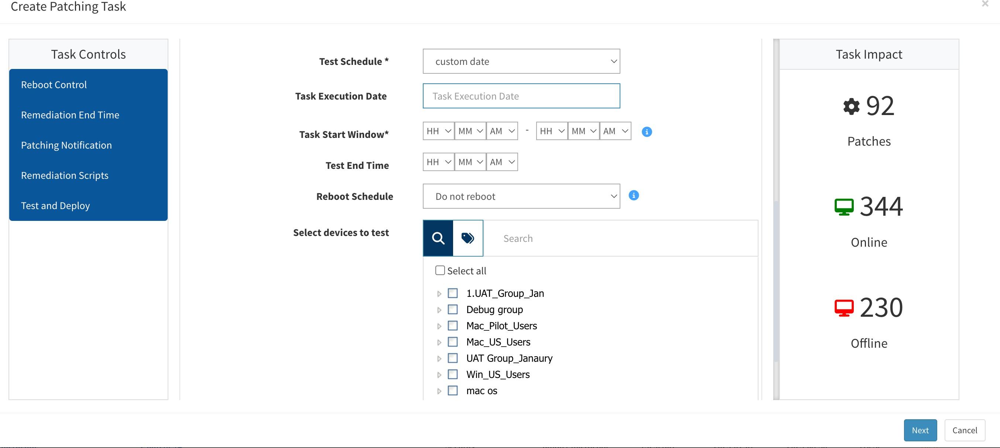 Create Patching Task
×
Task Controls
Reboot Control
Remediation End Time
Patching Notification
Remediation Scripts
Test and Deploy
Test Schedule *
custom date
Task Execution Date
Task Execution Date
Task Start Window*
HH MM AM - HH MM AM
Test End Time
HH MM AM
Reboot Schedule
Do not reboot
Select devices to test
Search
Select all
1.UAT_Group_Jan
Debug group
Mac_Pilot_Users
Mac_US_Users
UAT Group_Janaury
Win_US_Users
mac os
Task Impact
92
Patches
344
Online
230
Offline
Next
Cancel